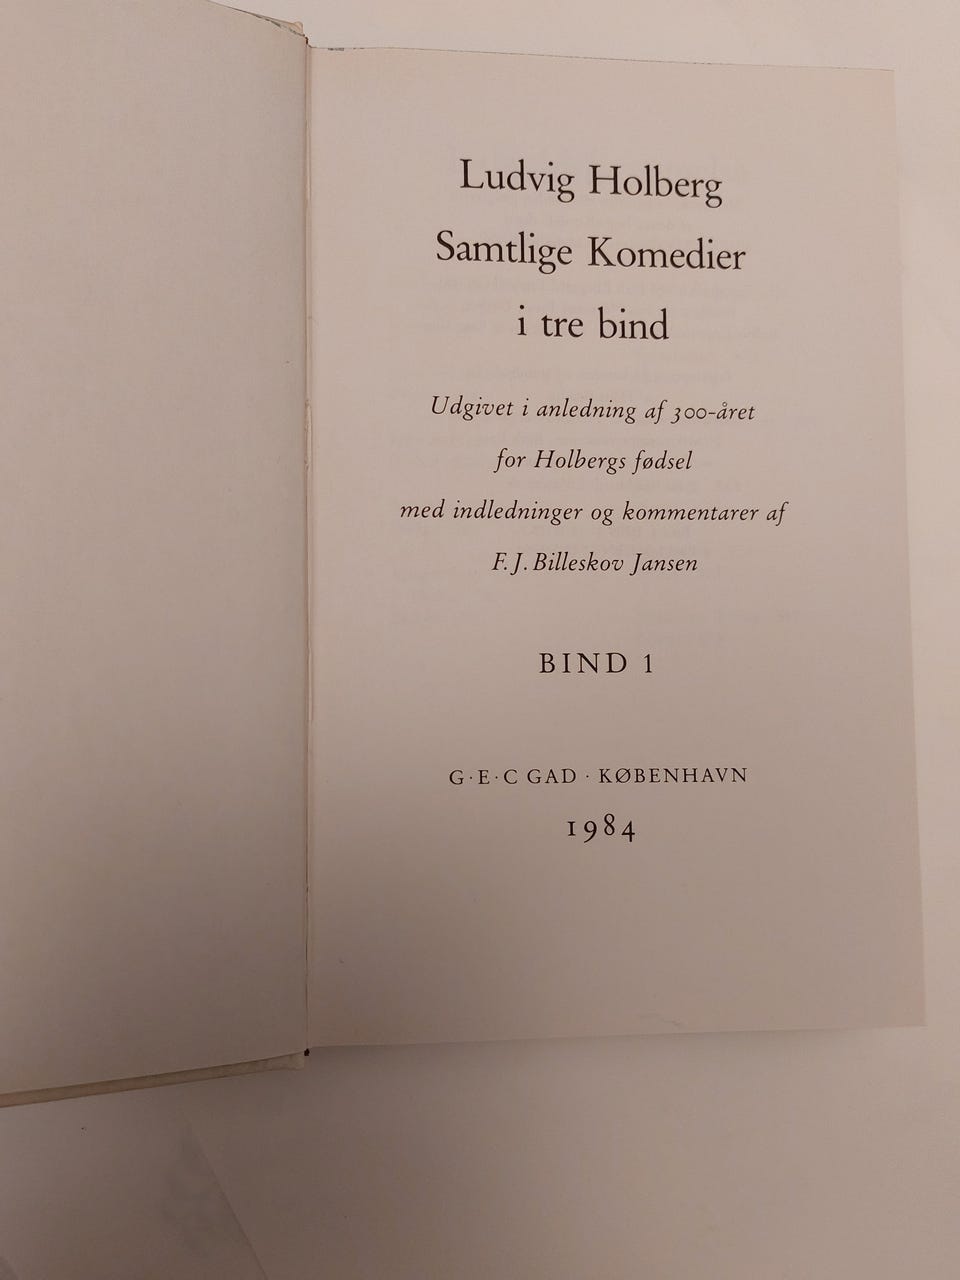 Ludvig Holberg
Samtlige Komedier
i tre bind
Udgivet i anledning af 300-året
for Holbergs fødsel
med indledninger og kommentarer af
F. J. Billeskov Jansen
BIND 1
G·E·C GAD · KØBENHAVN
1984